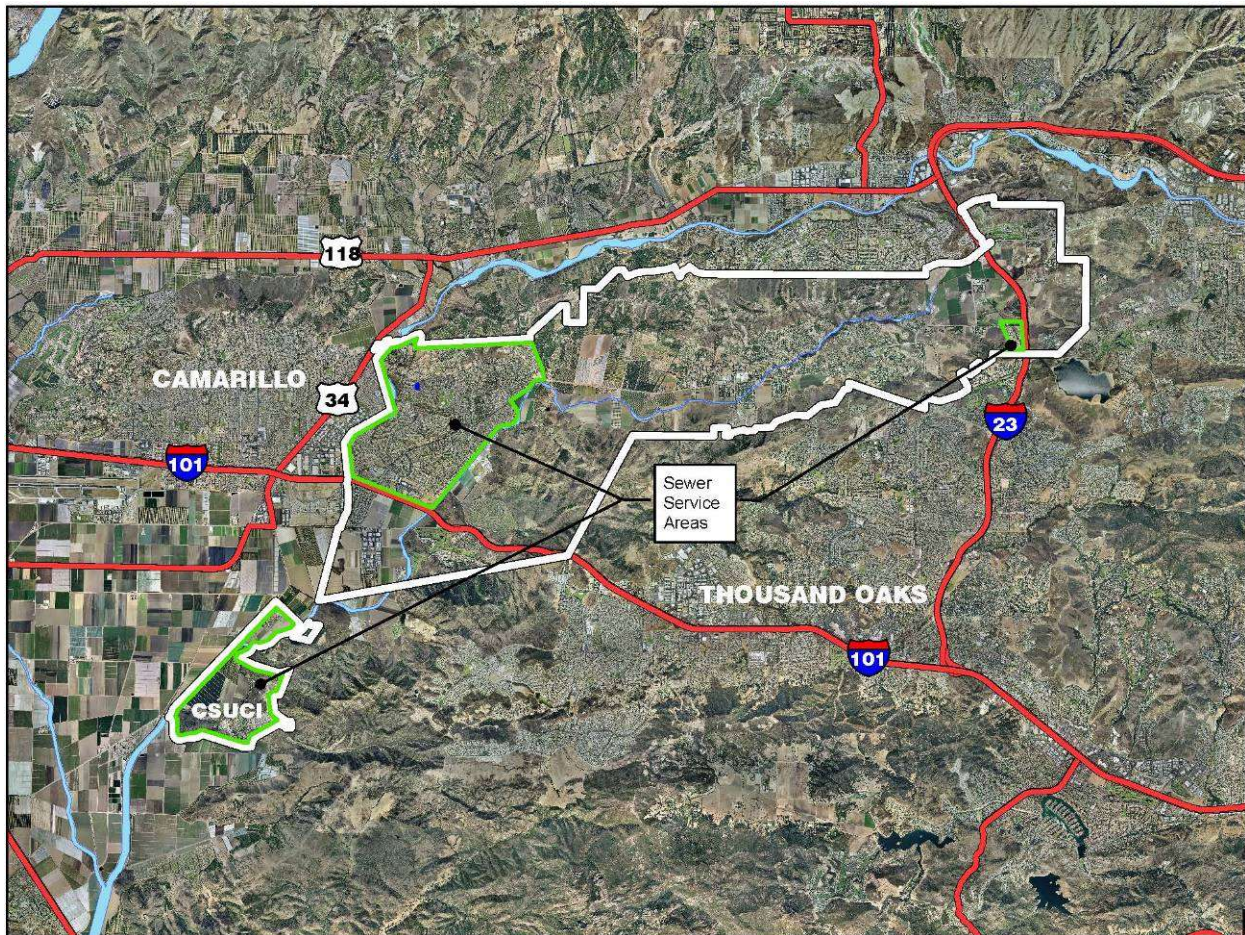 118
CAMARILLO
34
101
23
Sewer
Service
Areas
THOUSAND OAKS
101
CSUCI